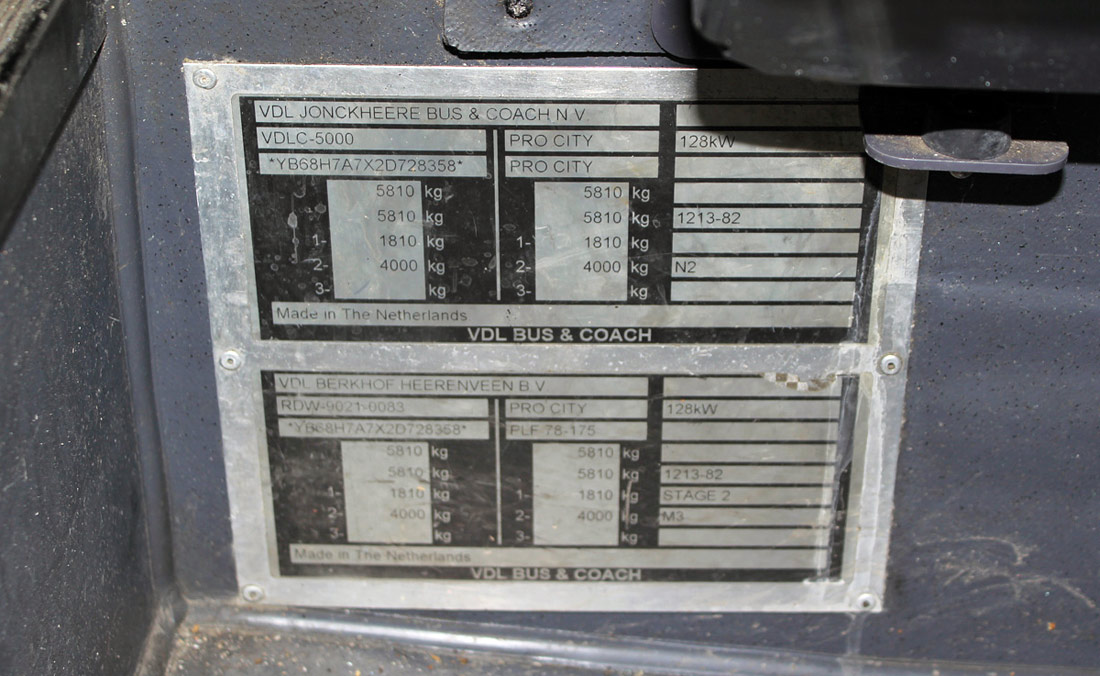 VDL JONCKHEERE BUS & COACH N V
VDLC-5000 PRO CITY 128kW
*YB68H7A7X2D728358* PRO CITY
5810 kg 5810 kg
5810 kg 5810 kg 1213-82
1- 1810 kg 1- 1810 kg
2- 4000 kg 2- 4000 kg N2
3- kg 3- kg
Made in The Netherlands
VDL BUS & COACH
VDL BERKHOF HEERENVEEN B V
RDW-9021-0083 PRO CITY 128kW
*YB68H7A7X2D728358* PLF 78-175
5810 kg 5810 kg
5810 kg 5810 kg 1213-82
1- 1810 kg 1- 1810 kg STAGE 2
2- 4000 kg 2- 4000 kg M3
3- kg 3- kg
Made in The Netherlands
VDL BUS & COACH